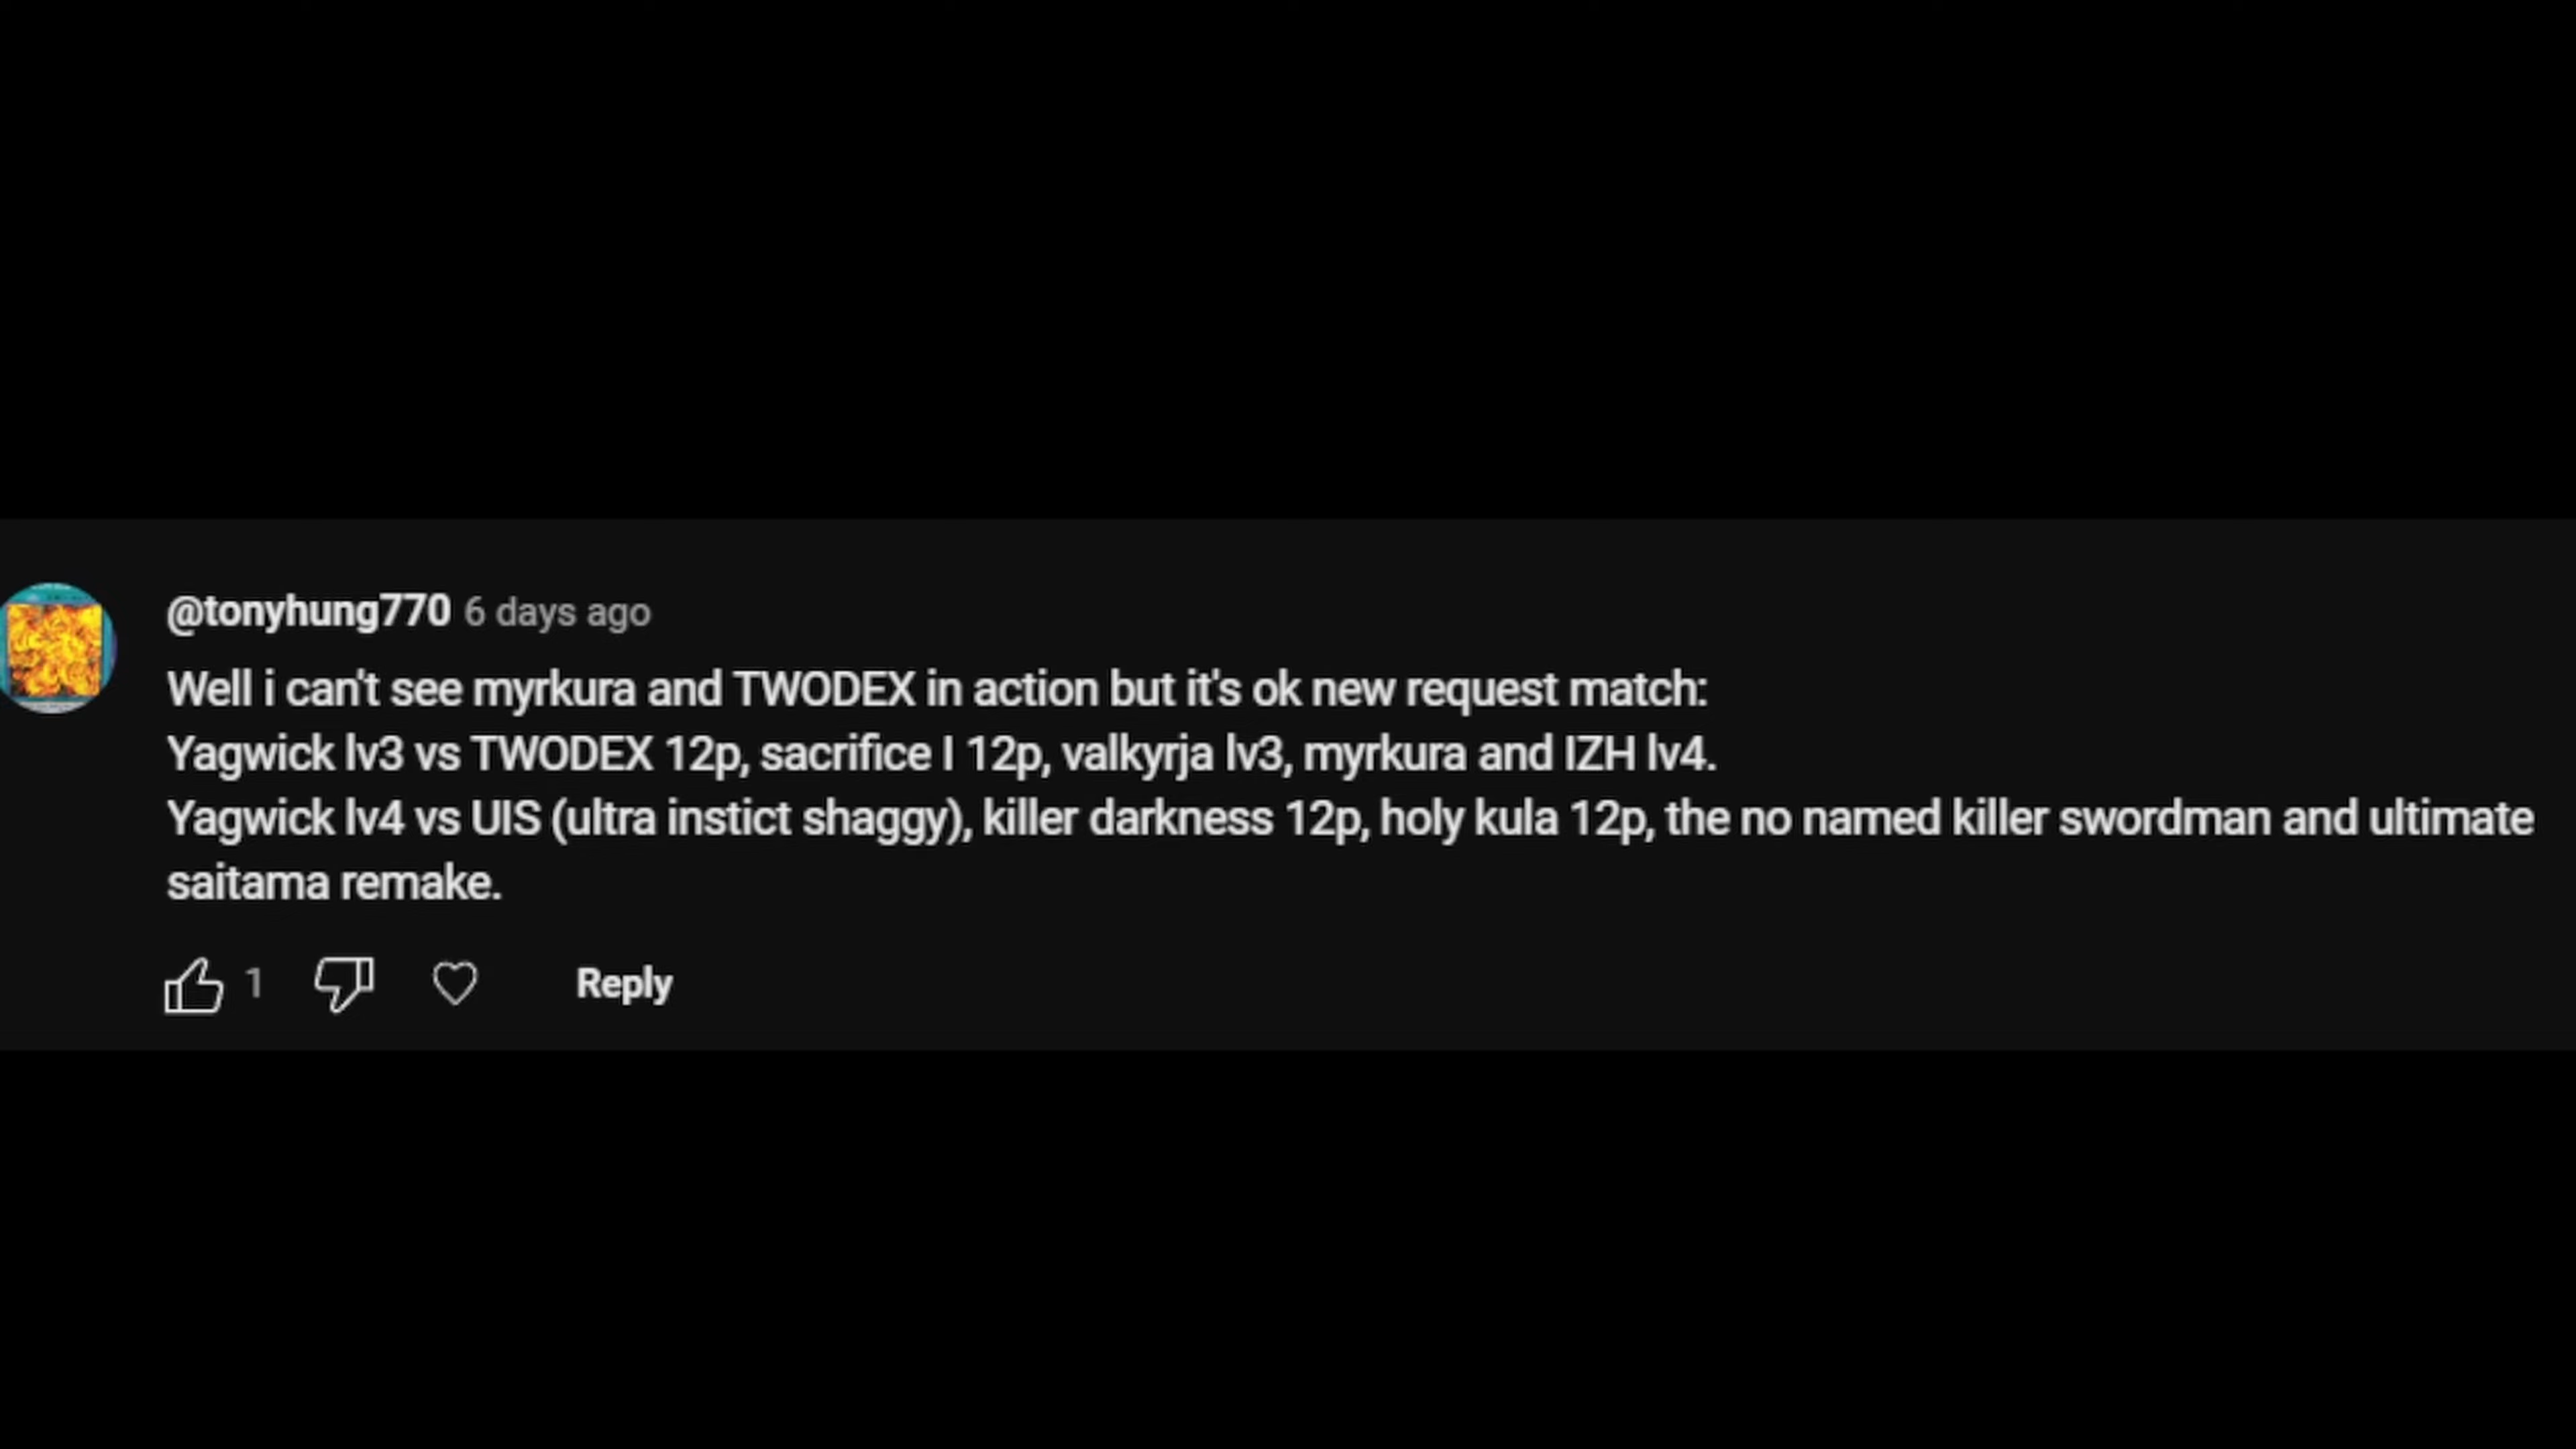 @tonyhung770 6 days ago
Well i can't see myrkura and TWODEX in action but it's ok new request match:
Yagwick lv3 vs TWODEX 12p, sacrifice I 12p, valkyrja lv3, myrkura and IZH lv4.
Yagwick lv4 vs UIS (ultra instict shaggy), killer darkness 12p, holy kula 12p, the no named killer swordman and ultimate
saitama remake.
1 Reply